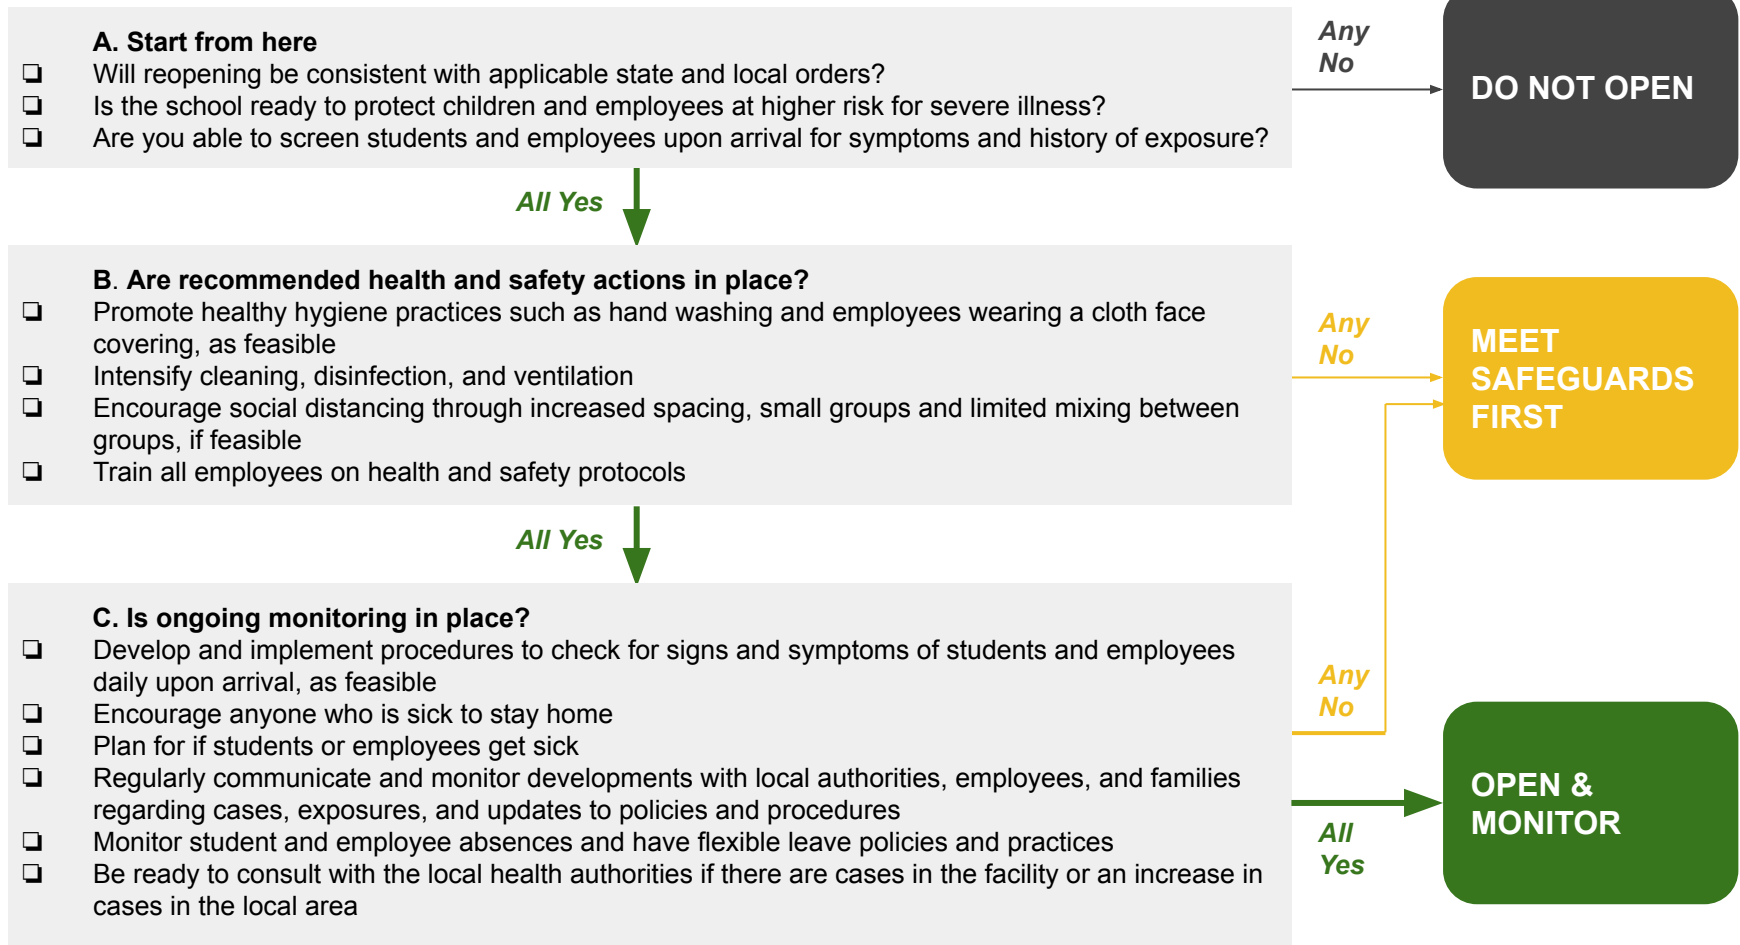 A. Start from here
❏ Will reopening be consistent with applicable state and local orders?
❏ Is the school ready to protect children and employees at higher risk for severe illness?
❏ Are you able to screen students and employees upon arrival for symptoms and history of exposure?
Any
No
DO NOT OPEN
All Yes
B. Are recommended health and safety actions in place?
❏ Promote healthy hygiene practices such as hand washing and employees wearing a cloth face
covering, as feasible
❏ Intensify cleaning, disinfection, and ventilation
❏ Encourage social distancing through increased spacing, small groups and limited mixing between
groups, if feasible
❏ Train all employees on health and safety protocols
Any
No
MEET
SAFEGUARDS
FIRST
All Yes
C. Is ongoing monitoring in place?
❏ Develop and implement procedures to check for signs and symptoms of students and employees
daily upon arrival, as feasible
❏ Encourage anyone who is sick to stay home
❏ Plan for if students or employees get sick
❏ Regularly communicate and monitor developments with local authorities, employees, and families
regarding cases, exposures, and updates to policies and procedures
❏ Monitor student and employee absences and have flexible leave policies and practices
❏ Be ready to consult with the local health authorities if there are cases in the facility or an increase in
cases in the local area
Any
No
All
Yes
OPEN &
MONITOR